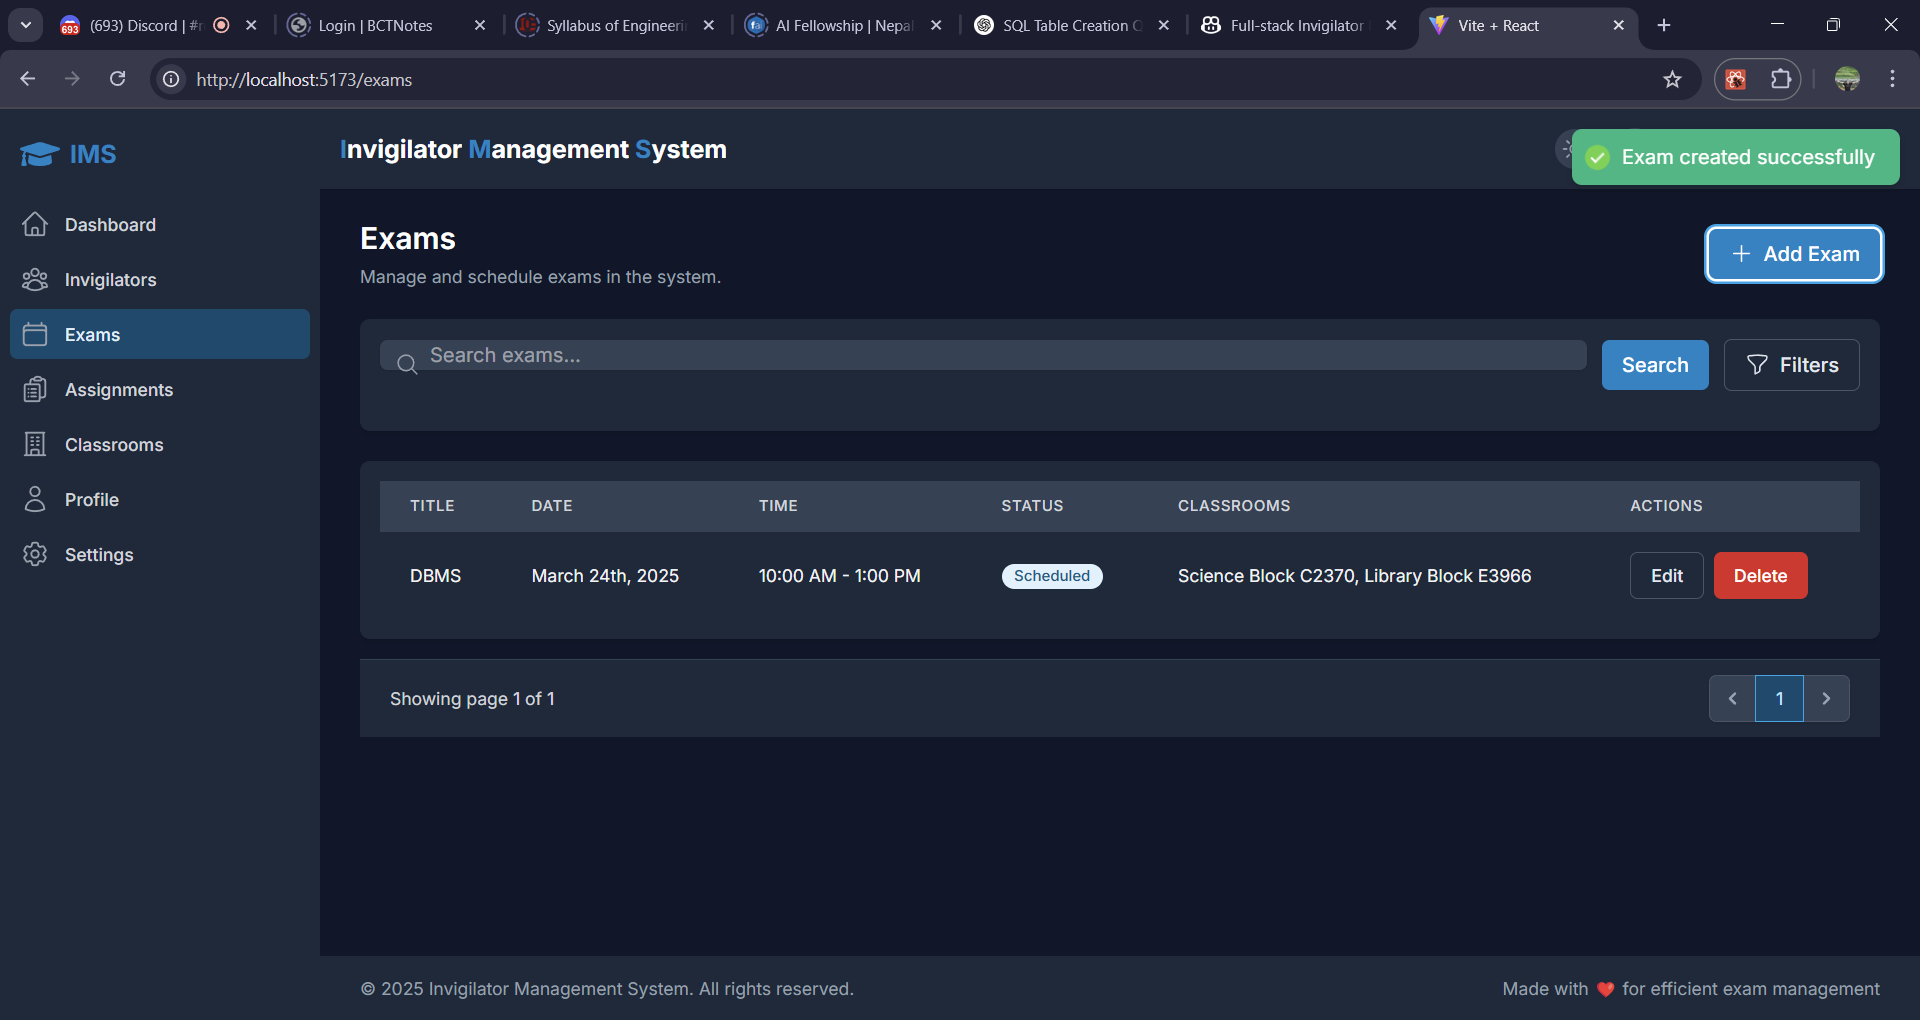 693
(693) Discord | #r
Login | BCTNotes
Syllabus of Engineeri
AI Fellowship | Nepal
SQL Table Creation Q
Full-stack Invigilator
Vite + React
http://localhost:5173/exams
IMS
Invigilator Management System
Exam created successfully
Dashboard
Invigilators
Exams
Assignments
Classrooms
Profile
Settings
Exams
Manage and schedule exams in the system.
Add Exam
Search exams...
Search
Filters
TITLE DATE TIME STATUS CLASSROOMS ACTIONS
DBMS March 24th, 2025 10:00 AM - 1:00 PM Scheduled Science Block C2370, Library Block E3966 Edit Delete
Showing page 1 of 1
1
© 2025 Invigilator Management System. All rights reserved.
Made with ❤️ for efficient exam management